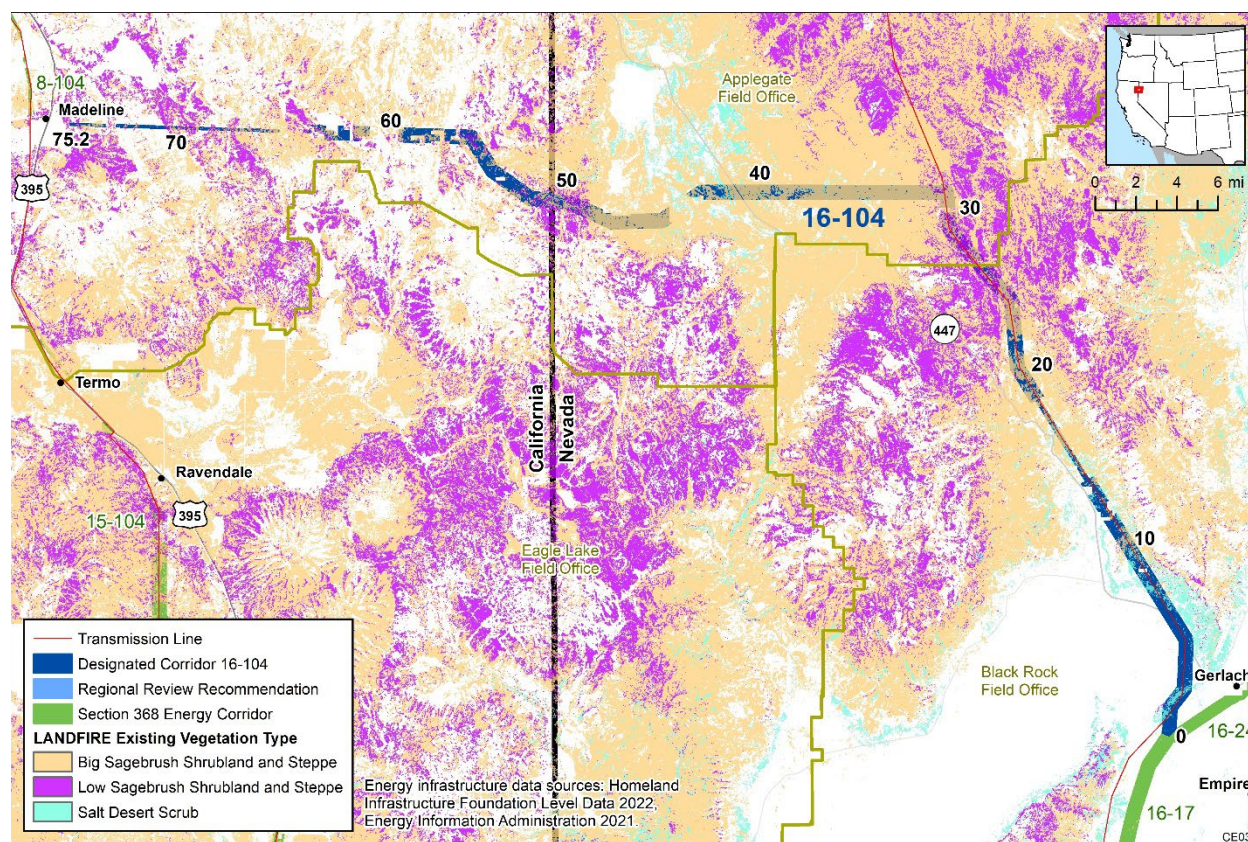 8-104
Madeline
75.2
70
60
50
40
30
20
10
0
16-104
Applegate
Field Office
0 2 4 6 mi
395
447
Termo
Ravendale
395
15-104
California
Nevada
Eagle Lake
Field Office
Black Rock
Field Office
Gerlach
16-24
Empire
16-17
Transmission Line
Designated Corridor 16-104
Regional Review Recommendation
Section 368 Energy Corridor
LANDFIRE Existing Vegetation Type
Big Sagebrush Shrubland and Steppe
Low Sagebrush Shrubland and Steppe
Salt Desert Scrub
Energy infrastructure data sources: Homeland
Infrastructure Foundation Level Data 2022,
Energy Information Administration 2021.
CE03